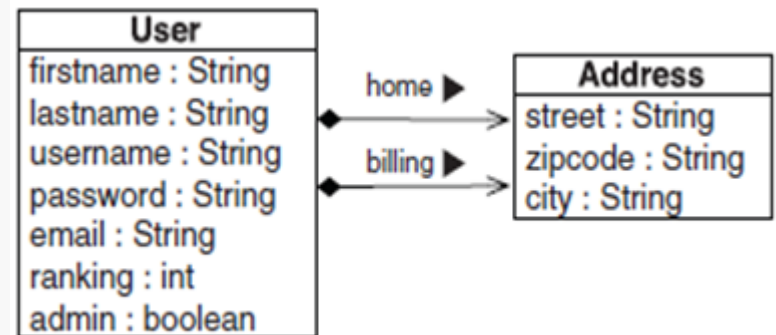 User
firstname : String
lastname : String
username : String
password : String
email : String
ranking : int
admin : boolean
home ▶
billing ▶
Address
street : String
zipcode : String
city : String